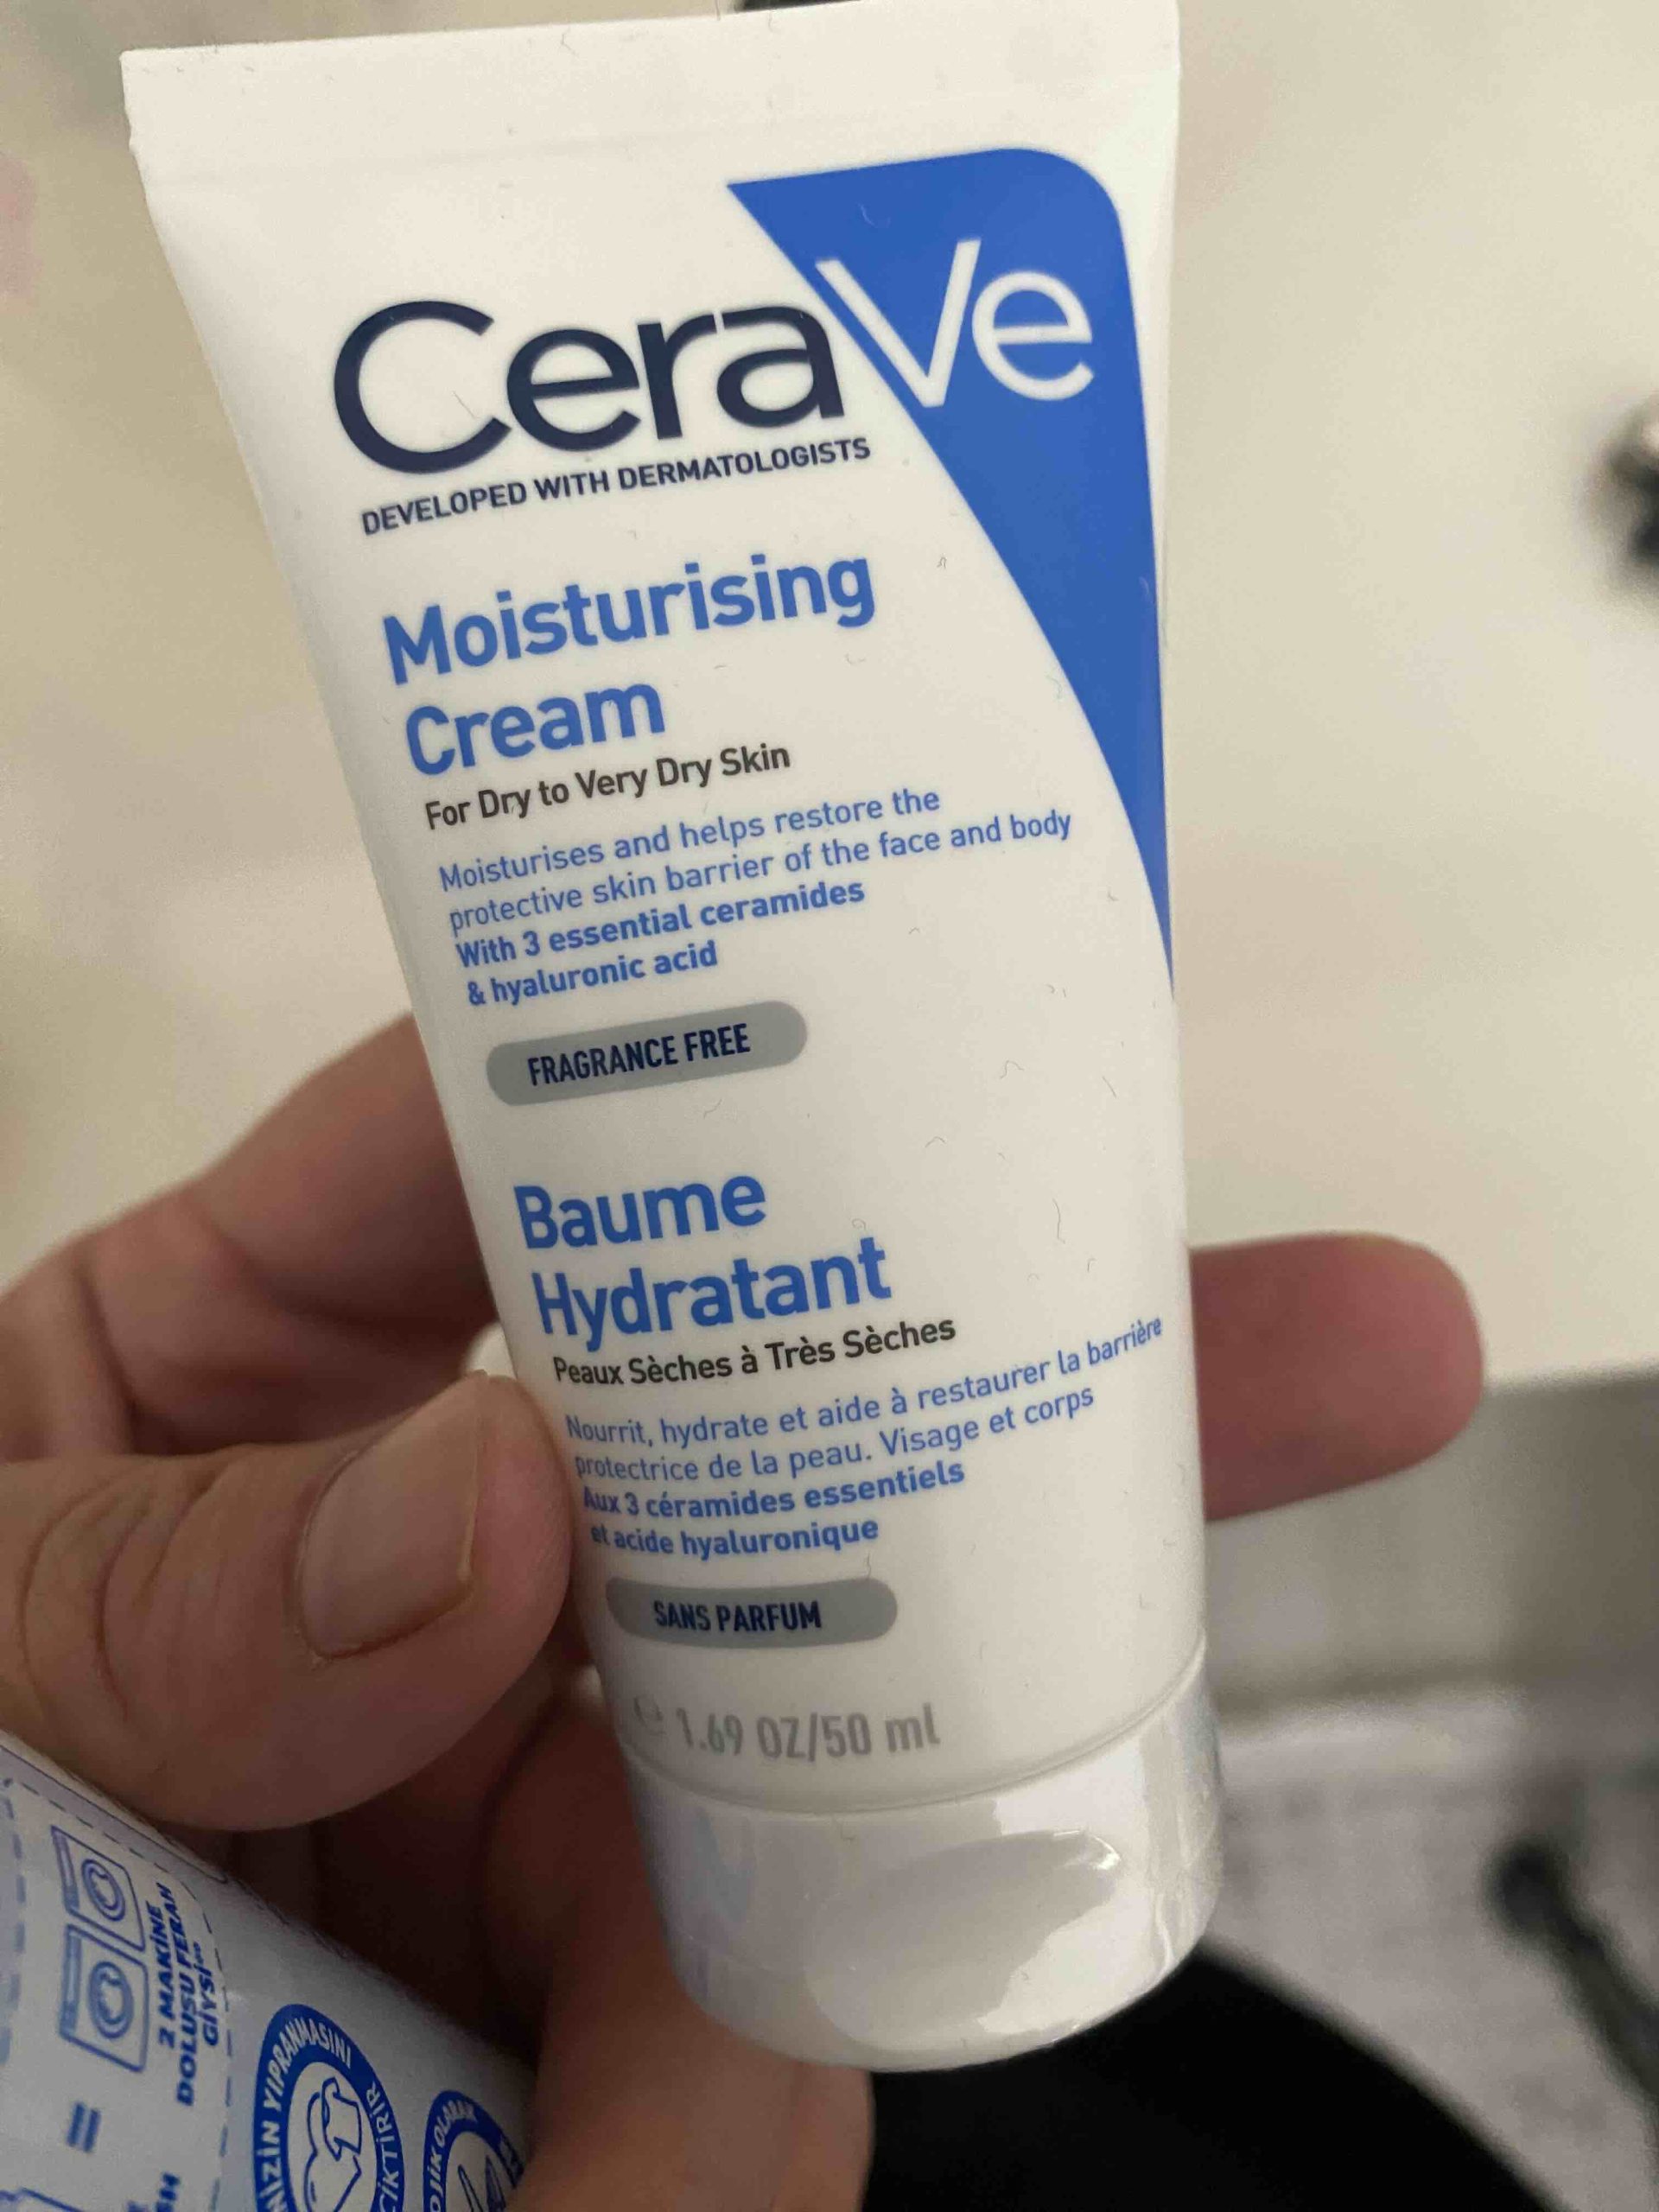 CeraVe
DEVELOPED WITH DERMATOLOGISTS
Moisturising
Cream
For Dry to Very Dry Skin
Moisturises and helps restore the
protective skin barrier of the face and body
With 3 essential ceramides
& hyaluronic acid
FRAGRANCE FREE
Baume
Hydratant
Peaux Sèches à Très Sèches
Nourrit, hydrate et aide à restaurer la barrière
protectrice de la peau. Visage et corps
Aux 3 céramides essentiels
et acide hyaluronique
SANS PARFUM
e 1.69 OZ/50 ml
2 MAKİNE
DOLUSU FERAH
GİYSİ
=
YIPRANMASINI